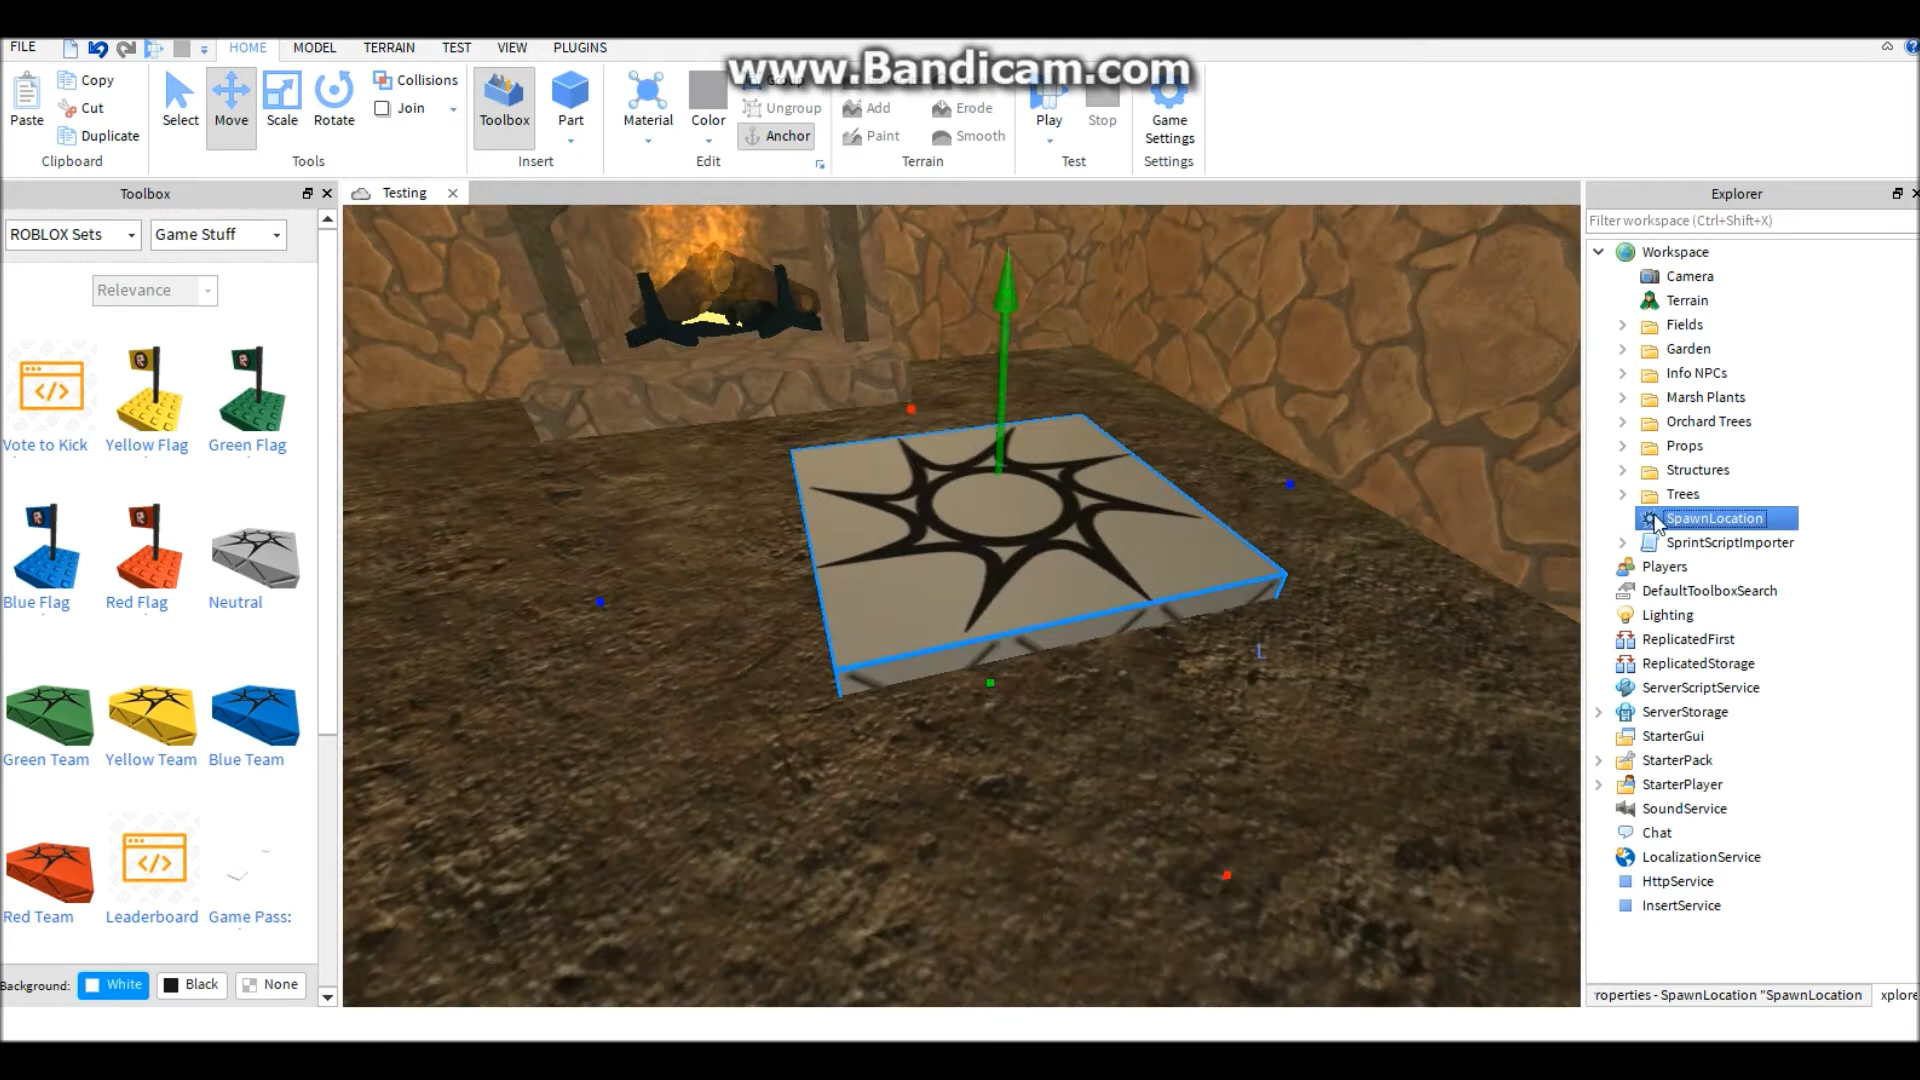 www.Bandicam.com
FILE HOME MODEL TERRAIN TEST VIEW PLUGINS
Copy
Cut
Duplicate
Paste
Clipboard
Select Move Scale Rotate
Collisions
Join
Tools
Toolbox Part
Insert
Material Color
Group
Ungroup
Anchor
Edit
Add Erode
Paint Smooth
Terrain
Play Stop
Test
Game Settings
Settings
Toolbox
Testing
Explorer
ROBLOX Sets Game Stuff
Relevance
Vote to Kick Yellow Flag Green Flag
Blue Flag Red Flag Neutral
Green Team Yellow Team Blue Team
Red Team Leaderboard Game Pass:
Background: White Black None
L
Filter workspace (Ctrl+Shift+X)
Workspace
Camera
Terrain
Fields
Garden
Info NPCs
Marsh Plants
Orchard Trees
Props
Structures
Trees
SpawnLocation
SprintScriptImporter
Players
DefaultToolboxSearch
Lighting
ReplicatedFirst
ReplicatedStorage
ServerScriptService
ServerStorage
StarterGui
StarterPack
StarterPlayer
SoundService
Chat
LocalizationService
HttpService
InsertService
roperties - SpawnLocation "SpawnLocation xplore